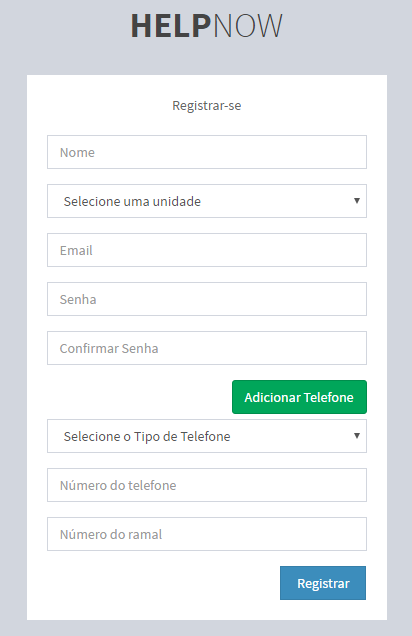 HELPNOW
Registrar-se
Nome
Selecione uma unidade
Email
Senha
Confirmar Senha
Adicionar Telefone
Selecione o Tipo de Telefone
Número do telefone
Número do ramal
Registrar